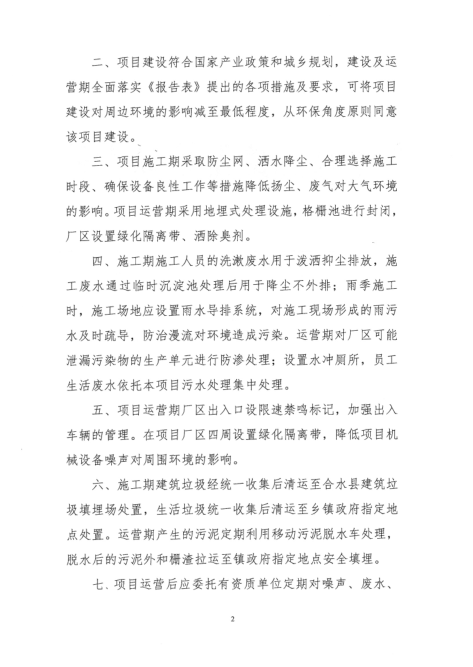 二、项目建设符合国家产业政策和城乡规划，建设及运
营期全面落实《报告表》提出的各项措施及要求，可将项目
建设对周边环境的影响减至最低程度，从环保角度原则同意
该项目建设。
三、项目施工期采取防尘网、洒水降尘、合理选择施工
时段、确保设备良性工作等措施降低扬尘、废气对大气环境
的影响。项目运营期采用地埋式处理设施，格栅池进行封闭，
厂区设置绿化隔离带、洒除臭剂。
四、施工期施工人员的洗漱废水用于泼洒抑尘排放，施
工废水通过临时沉淀池处理后用于降尘不外排；雨季施工
时，施工场地应设置雨水导排系统，对施工现场形成的雨污
水及时疏导，防治漫流对环境造成污染。运营期对厂区可能
泄漏污染物的生产单元进行防渗处理；设置水冲厕所，员工
生活废水依托本项目污水处理集中处理。
五、项目运营期厂区出入口设限速禁鸣标记，加强出入
车辆的管理。在项目厂区四周设置绿化隔离带，降低项目机
械设备噪声对周围环境的影响。
六、施工期建筑垃圾经统一收集后清运至合水县建筑垃
圾填埋场处置，生活垃圾统一收集后清运至乡镇政府指定地
点处置。运营期产生的污泥定期利用移动污泥脱水车处理，
脱水后的污泥外和栅渣拉运至镇政府指定地点安全填埋。
七．项目运营后应委托有资质单位定期对噪声、废水、
2